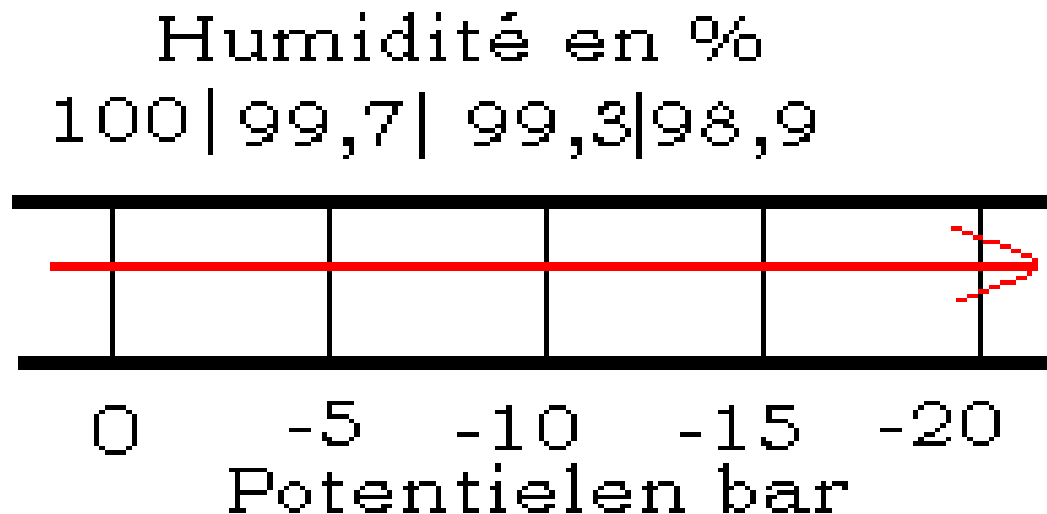 Humidité en %
100| 99,7| 99,3|98,9
0 -5 -10 -15 -20
Potentielen bar